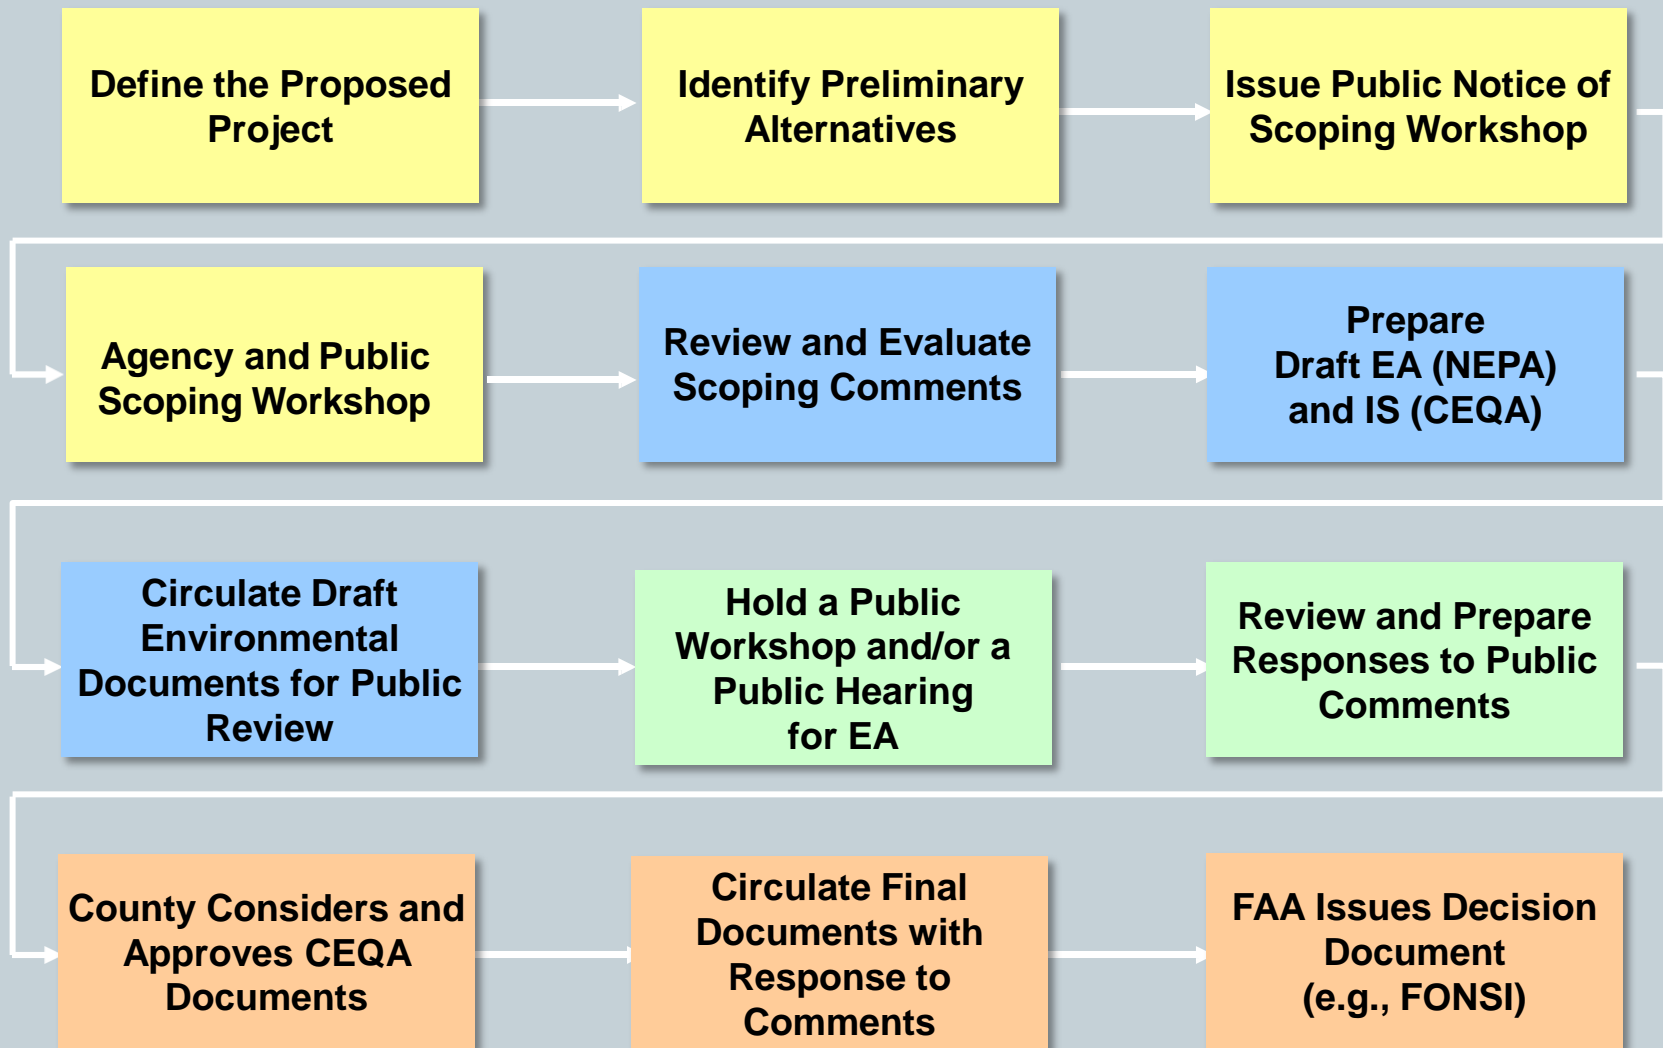 Define the Proposed
Project
Identify Preliminary
Alternatives
Issue Public Notice of
Scoping Workshop
Agency and Public
Scoping Workshop
Review and Evaluate
Scoping Comments
Prepare
Draft EA (NEPA)
and IS (CEQA)
Circulate Draft
Environmental
Documents for Public
Review
Hold a Public
Workshop and/or a
Public Hearing
for EA
Review and Prepare
Responses to Public
Comments
County Considers and
Approves CEQA
Documents
Circulate Final
Documents with
Response to
Comments
FAA Issues Decision
Document
(e.g., FONSI)